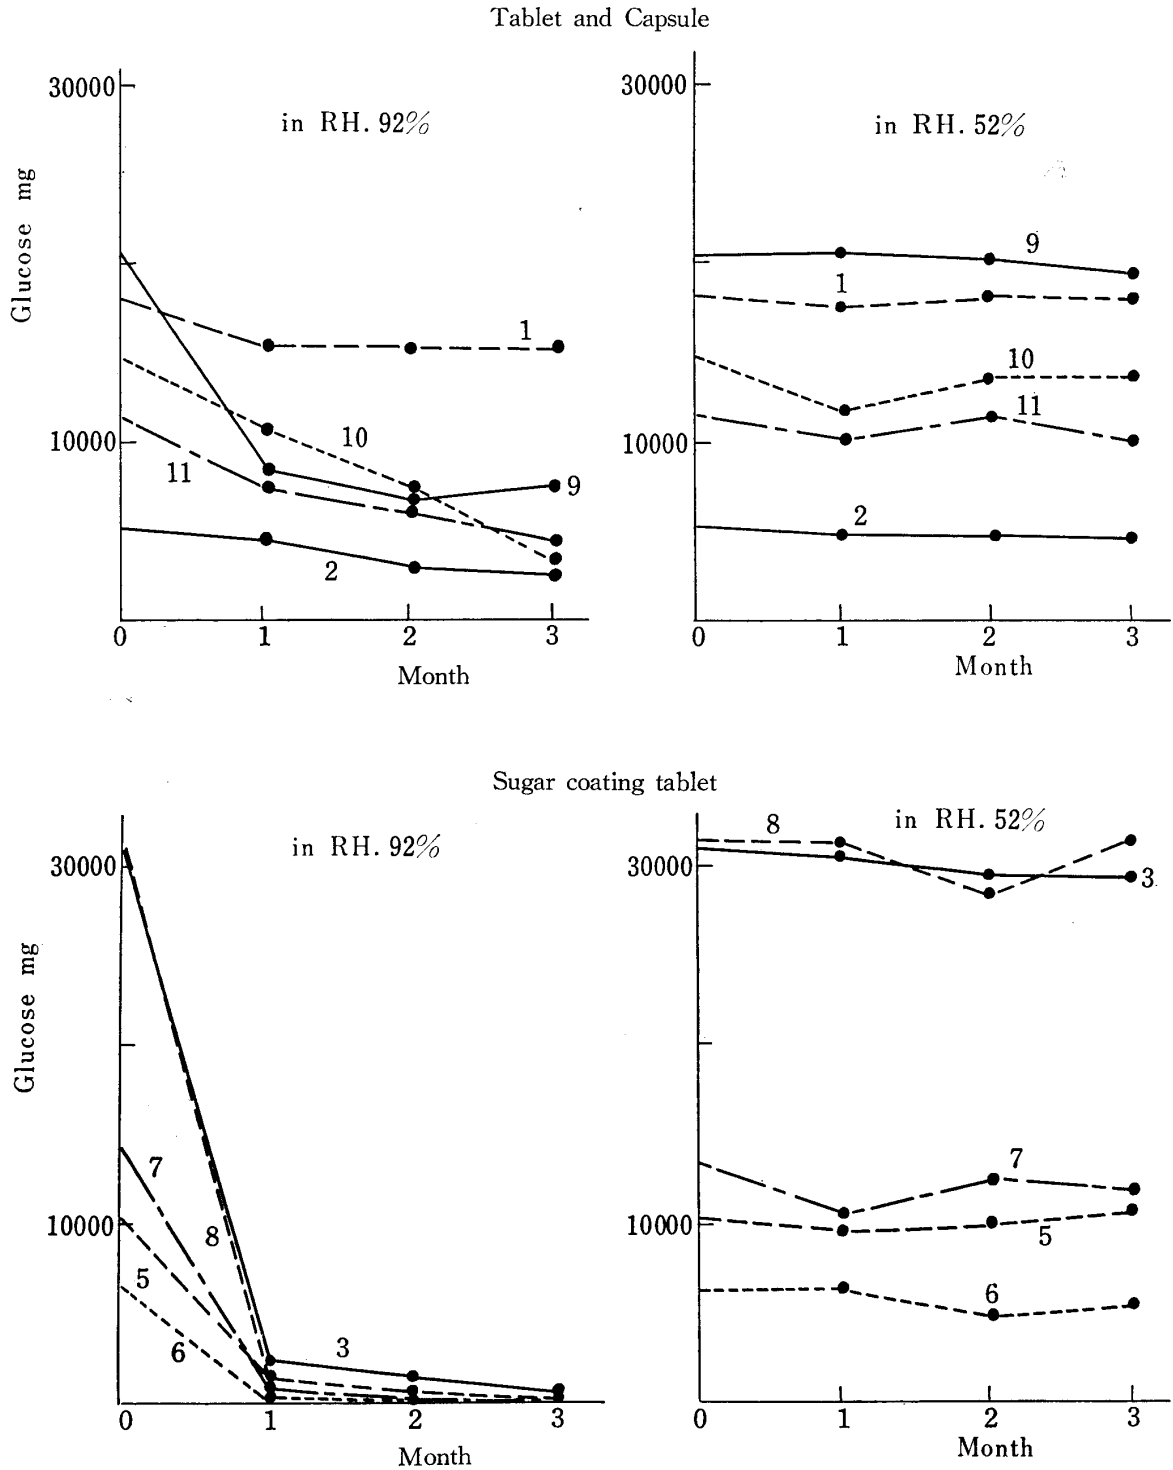 Tablet and Capsule
30000
in RH. 92%
Glucose mg
1
10
10000
11
9
2
0 1 2 3
Month
30000
in RH. 52%
9
1
10
11
10000
2
0 1 2 3
Month
Sugar coating tablet
in RH. 92%
30000
Glucose mg
7
10000
8
5
6
3
0 1 2 3
Month
8
in RH. 52%
30000
3
7
10000
5
6
0 1 2 3
Month